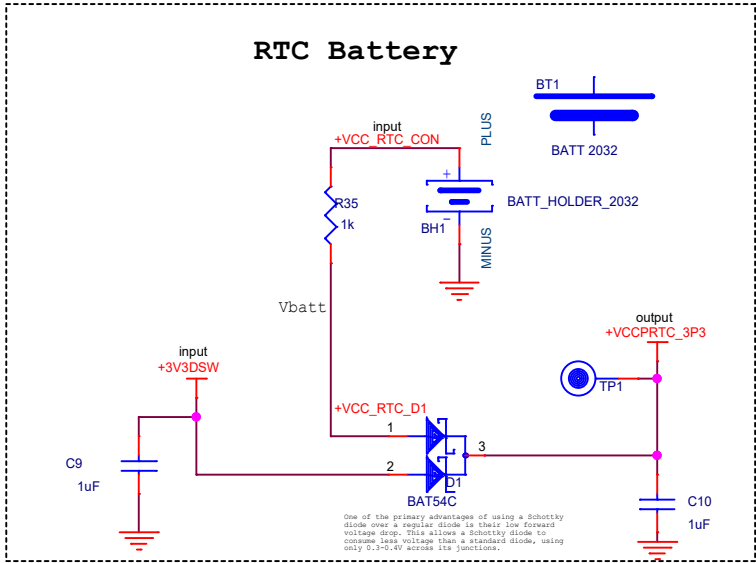 RTC Battery
BT1
BATT 2032
input
+VCC_RTC_CON
PLUS
+
R35
1k
BATT_HOLDER_2032
BH1
−
MINUS
Vbatt
output
+VCCPRTC_3P3
input
+3V3DSW
TP1
+VCC_RTC_D1
1
3
2
C9
1uF
D1
BAT54C
C10
1uF
One of the primary advantages of using a Schottky
diode over a regular diode is their low forward
voltage drop. This allows a Schottky diode to
consume less voltage than a standard diode, using
only 0.3-0.4V across its junctions.